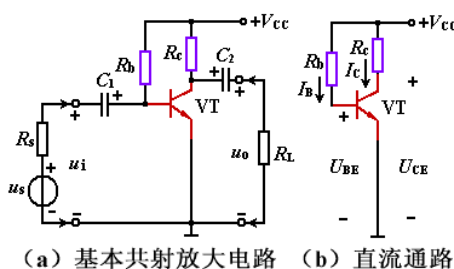 +VCC
Rb
Rc
C1
+
C2
+
VT
Rs
+
+
ui
us
+
-
-
uo
RL
+
-
+VCC
Rb
Rc
IB
IC
+
VT
+
UBE
UCE
-
-
(a) 基本共射放大电路 (b) 直流通路